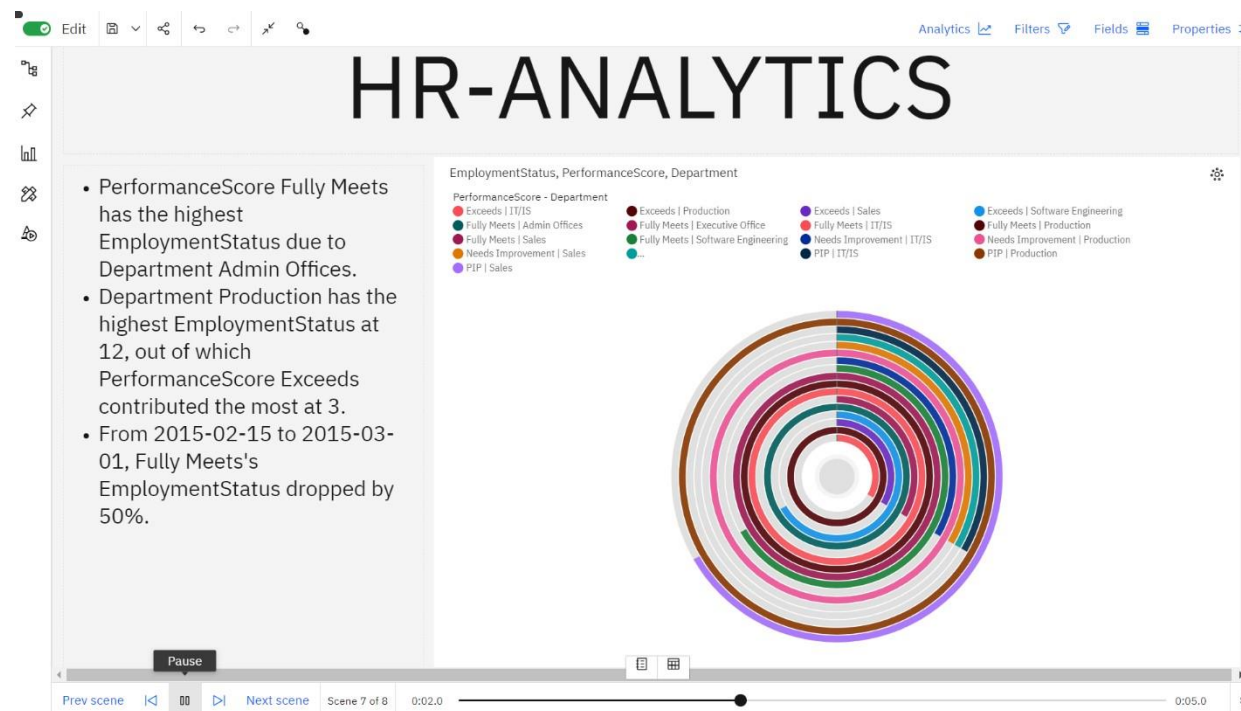 Edit
Analytics
Filters
Fields
Properties
HR-ANALYTICS
• PerformanceScore Fully Meets
has the highest
EmploymentStatus due to
Department Admin Offices.
• Department Production has the
highest EmploymentStatus at
12, out of which
PerformanceScore Exceeds
contributed the most at 3.
• From 2015-02-15 to 2015-03-
01, Fully Meets's
EmploymentStatus dropped by
50%.
EmploymentStatus, PerformanceScore, Department
PerformanceScore - Department
Exceeds | IT/IS
Exceeds | Production
Exceeds | Sales
Exceeds | Software Engineering
Fully Meets | Admin Offices
Fully Meets | Executive Office
Fully Meets | IT/IS
Fully Meets | Production
Fully Meets | Sales
Fully Meets | Software Engineering
Needs Improvement | IT/IS
Needs Improvement | Production
Needs Improvement | Sales
...
PIP | IT/IS
PIP | Production
PIP | Sales
Pause
Prev scene
Next scene
Scene 7 of 8
0:02.0
0:05.0